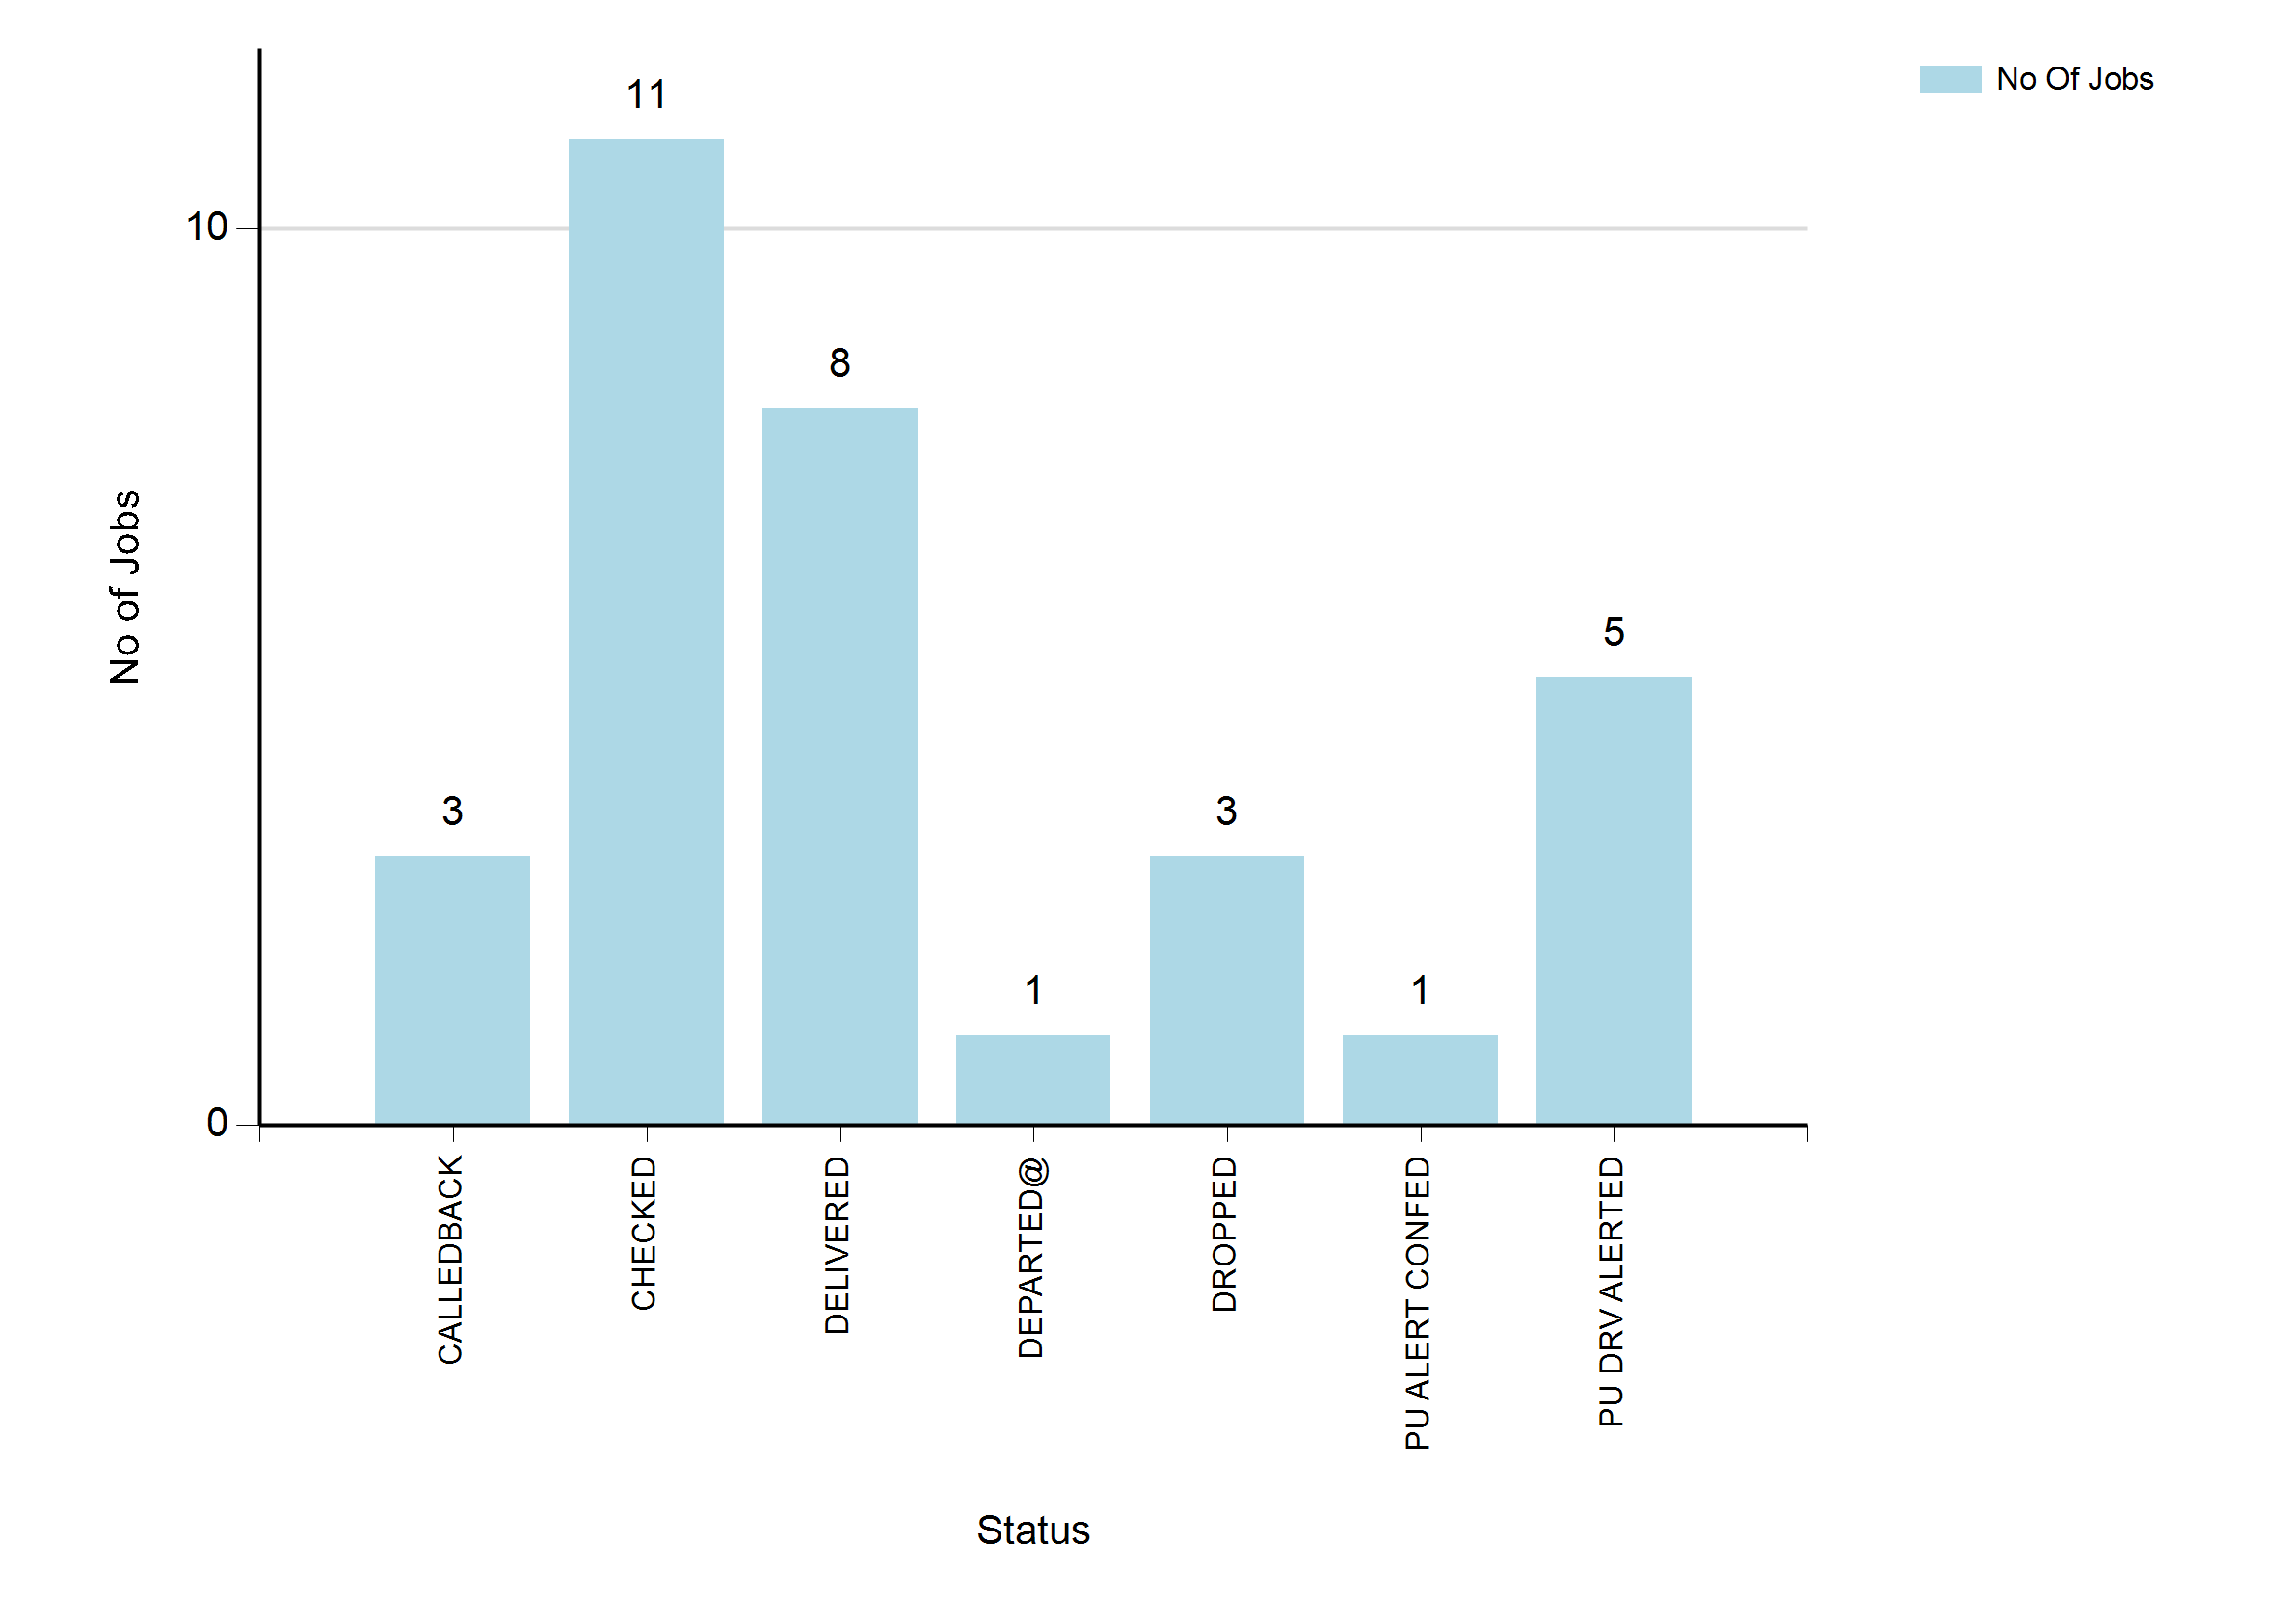 No Of Jobs
11
10
8
No of Jobs
5
3
3
1
1
0
CALLEDBACK
CHECKED
DELIVERED
DEPARTED@
DROPPED
PU ALERT CONFED
PU DRV ALERTED
Status